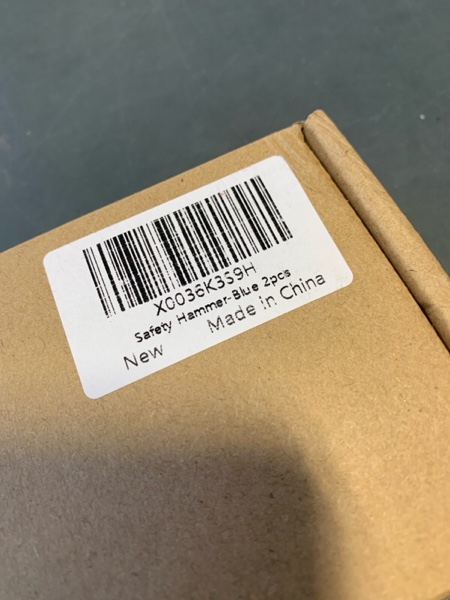 X0036K3S9H
Safety Hammer-Blue 2pcs
New Made in China